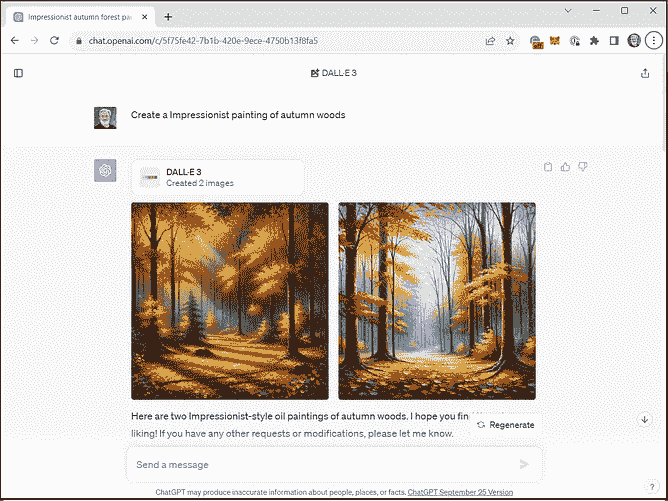 Impressionist autumn forest pai
chat.openai.com/c/5f75fe42-7b1b-420e-9ece-4750b13f8fa5
DALL·E 3
Create a Impressionist painting of autumn woods
DALL·E 3
Created 2 images
Here are two Impressionist-style oil paintings of autumn woods. I hope you fin
Regenerate
liking! If you have any other requests or modifications, please let me know.
Send a message
ChatGPT may produce inaccurate information about people, places, or facts. ChatGPT September 25 Version
?